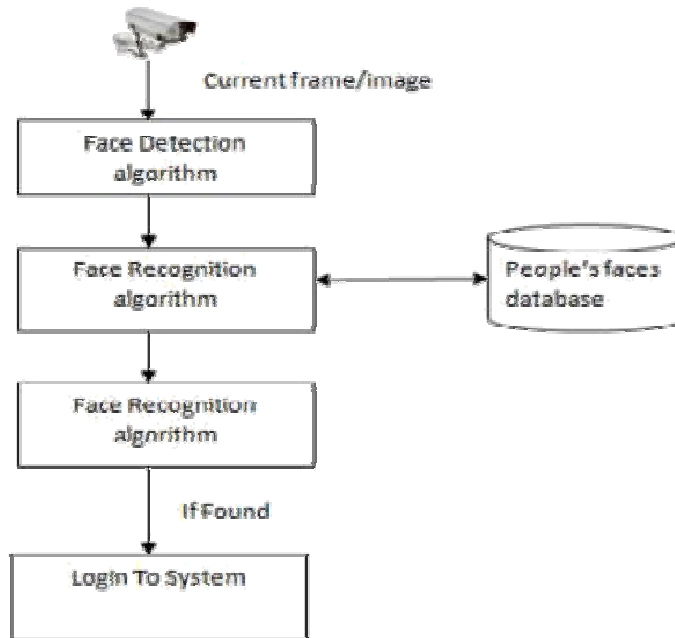 Current frame/image
Face Detection
algorithm
Face Recognition
algorithm
People's faces
database
Face Recognition
algorithm
If Found
Login To System